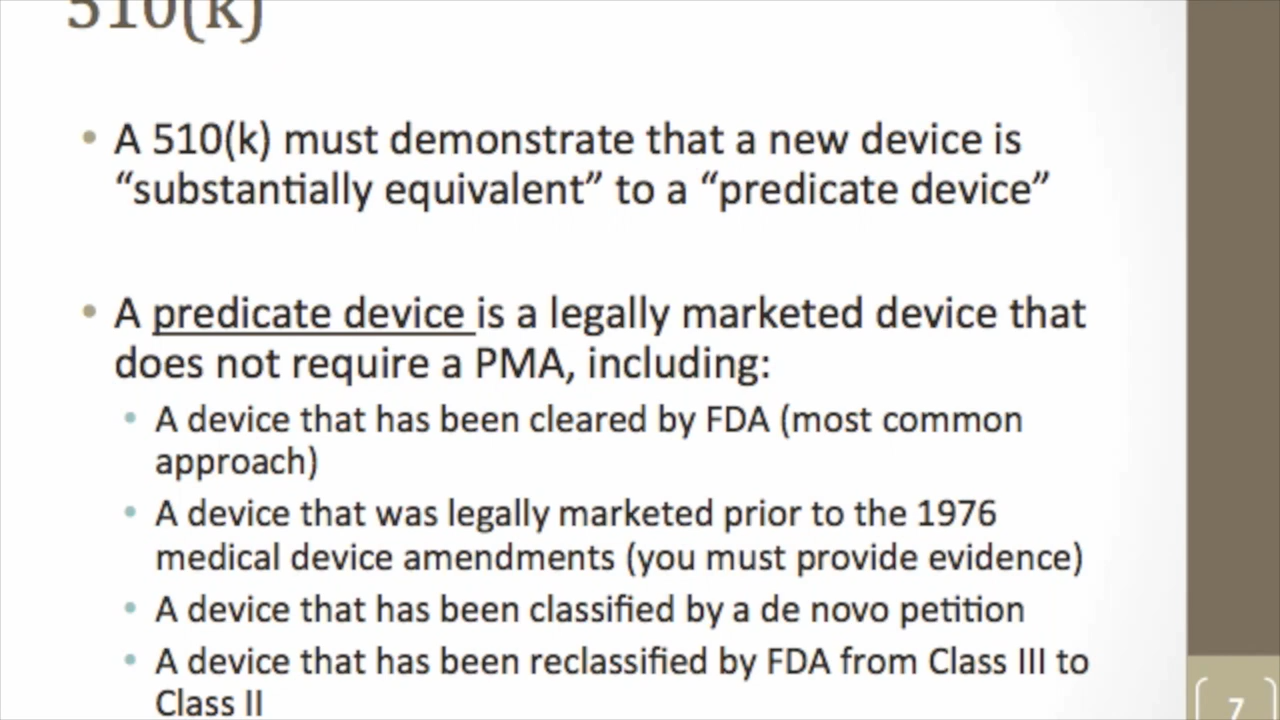 510(k)
• A 510(k) must demonstrate that a new device is
“substantially equivalent” to a “predicate device”
• A predicate device is a legally marketed device that
does not require a PMA, including:
• A device that has been cleared by FDA (most common
approach)
• A device that was legally marketed prior to the 1976
medical device amendments (you must provide evidence)
• A device that has been classified by a de novo petition
• A device that has been reclassified by FDA from Class III to
Class II
7